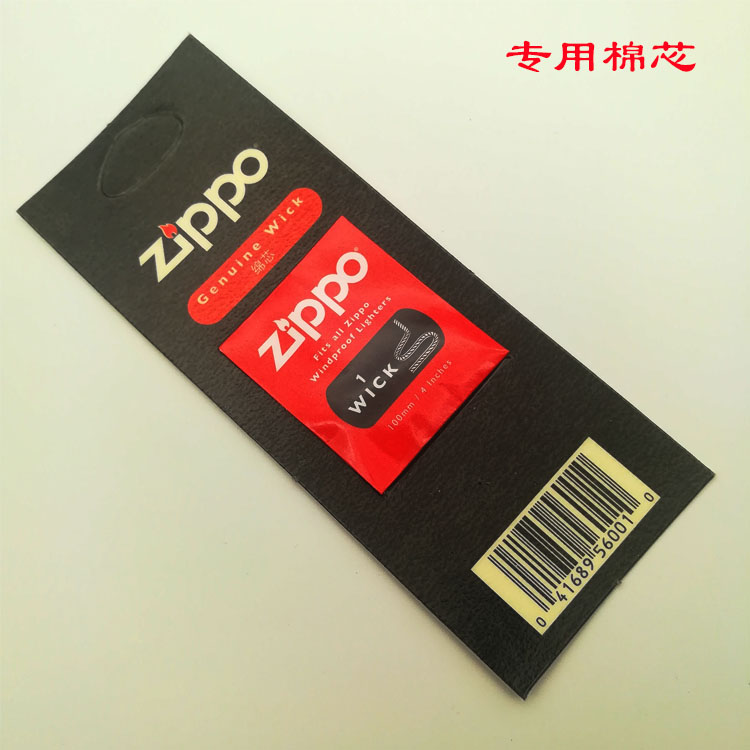 专用棉芯
zippo
Genuine Wick
绵芯
zippo
Fits all Zippo
Windproof Lighters
1
WICK
100mm / 4 Inches
0 41689 56001 0